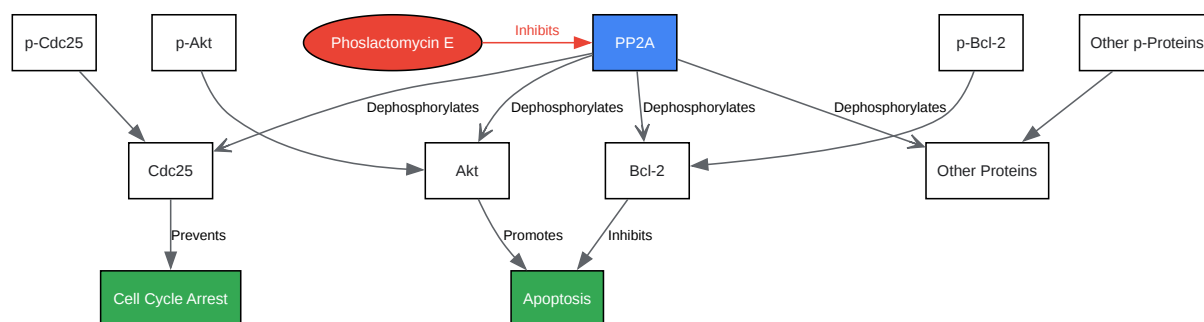 Inhibits
p-Cdc25
p-Akt
Phoslactomycin E
PP2A
p-Bcl-2
Other p-Proteins
Dephosphorylates
Dephosphorylates
Dephosphorylates
Dephosphorylates
Cdc25
Akt
Bcl-2
Other Proteins
Prevents
Promotes
Inhibits
Cell Cycle Arrest
Apoptosis